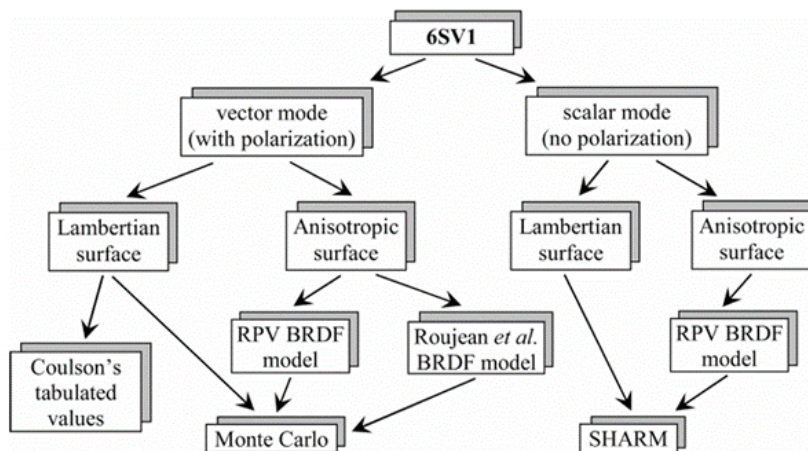 6SV1
vector mode
(with polarization)
scalar mode
(no polarization)
Lambertian
surface
Anisotropic
surface
Lambertian
surface
Anisotropic
surface
RPV BRDF
model
Roujean et al.
BRDF model
RPV BRDF
model
Coulson's
tabulated
values
Monte Carlo
SHARM